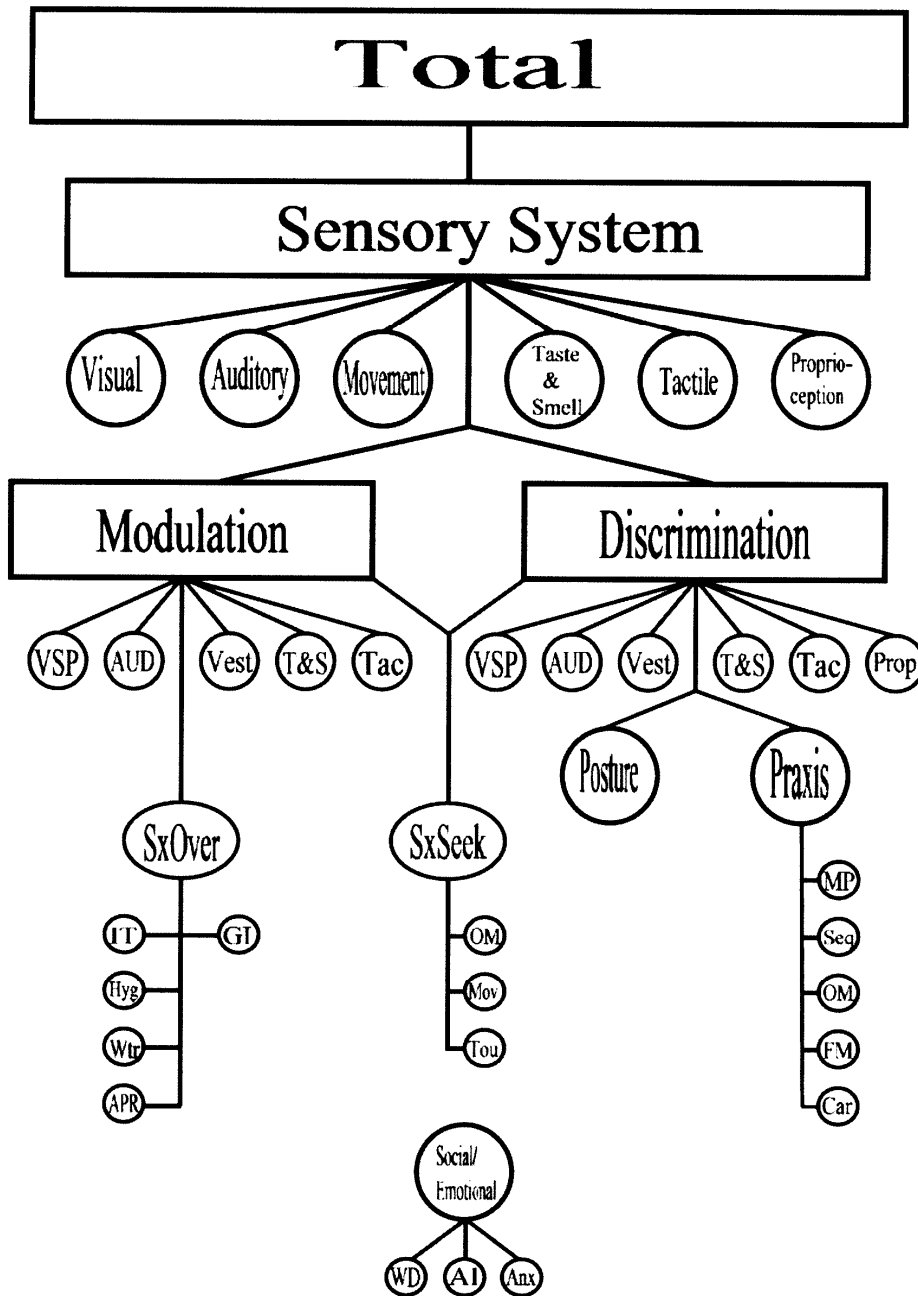 Total
Sensory System
Visual
Auditory
Movement
Taste
&
Smell
Tactile
Proprio-
ception
Modulation
Discrimination
VSP
AUD
Vest
T&S
Tac
VSP
AUD
Vest
T&S
Tac
Prop
Posture
Praxis
SxOver
SxSeek
IT
GI
Hyg
Wtr
APR
OM
Mov
Tou
MP
Seq
OM
FM
Car
Social/
Emotional
WD
Anx